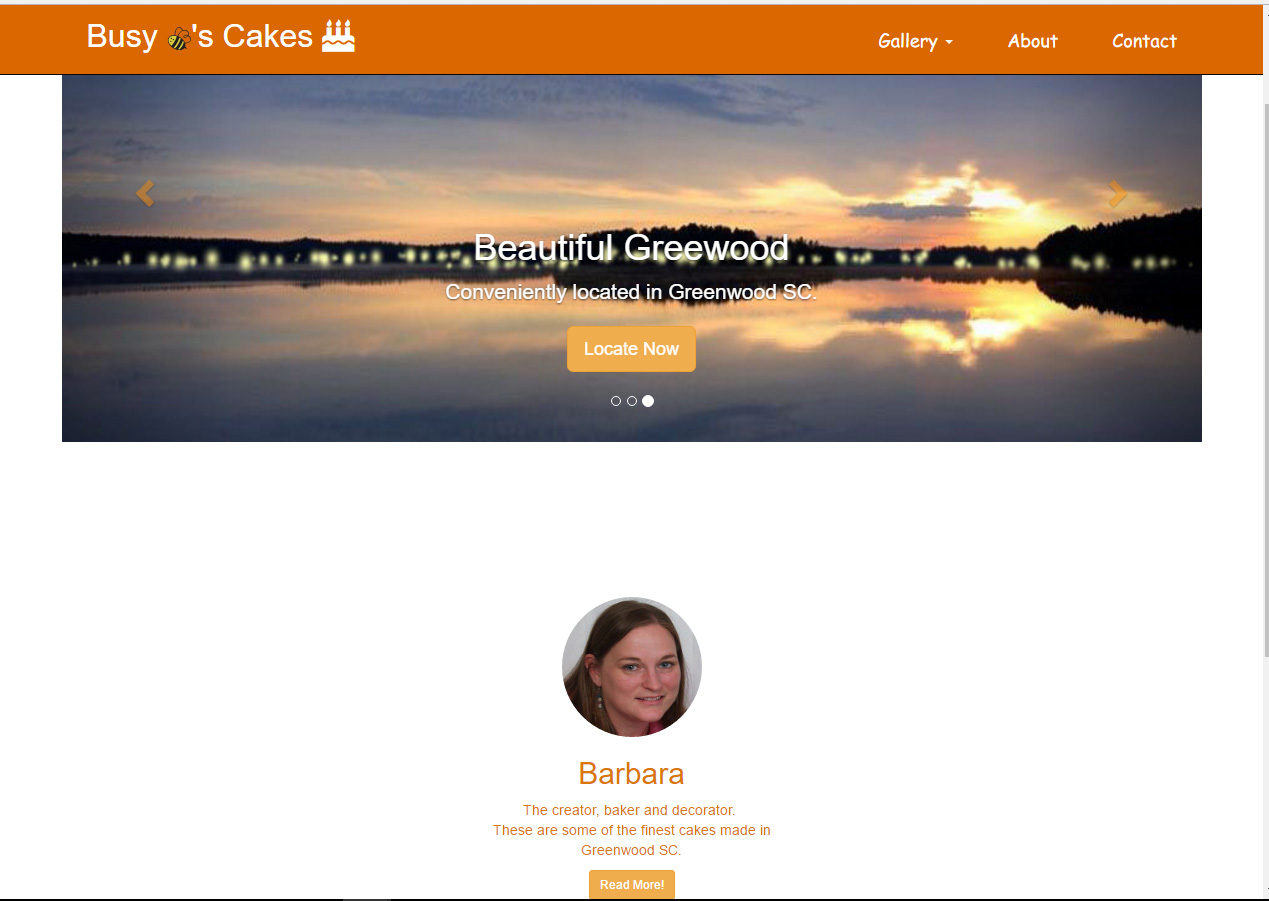 Busy 's Cakes
Gallery
About
Contact
Beautiful Greewood
Conveniently located in Greenwood SC.
Locate Now
Barbara
The creator, baker and decorator.
These are some of the finest cakes made in
Greenwood SC.
Read More!